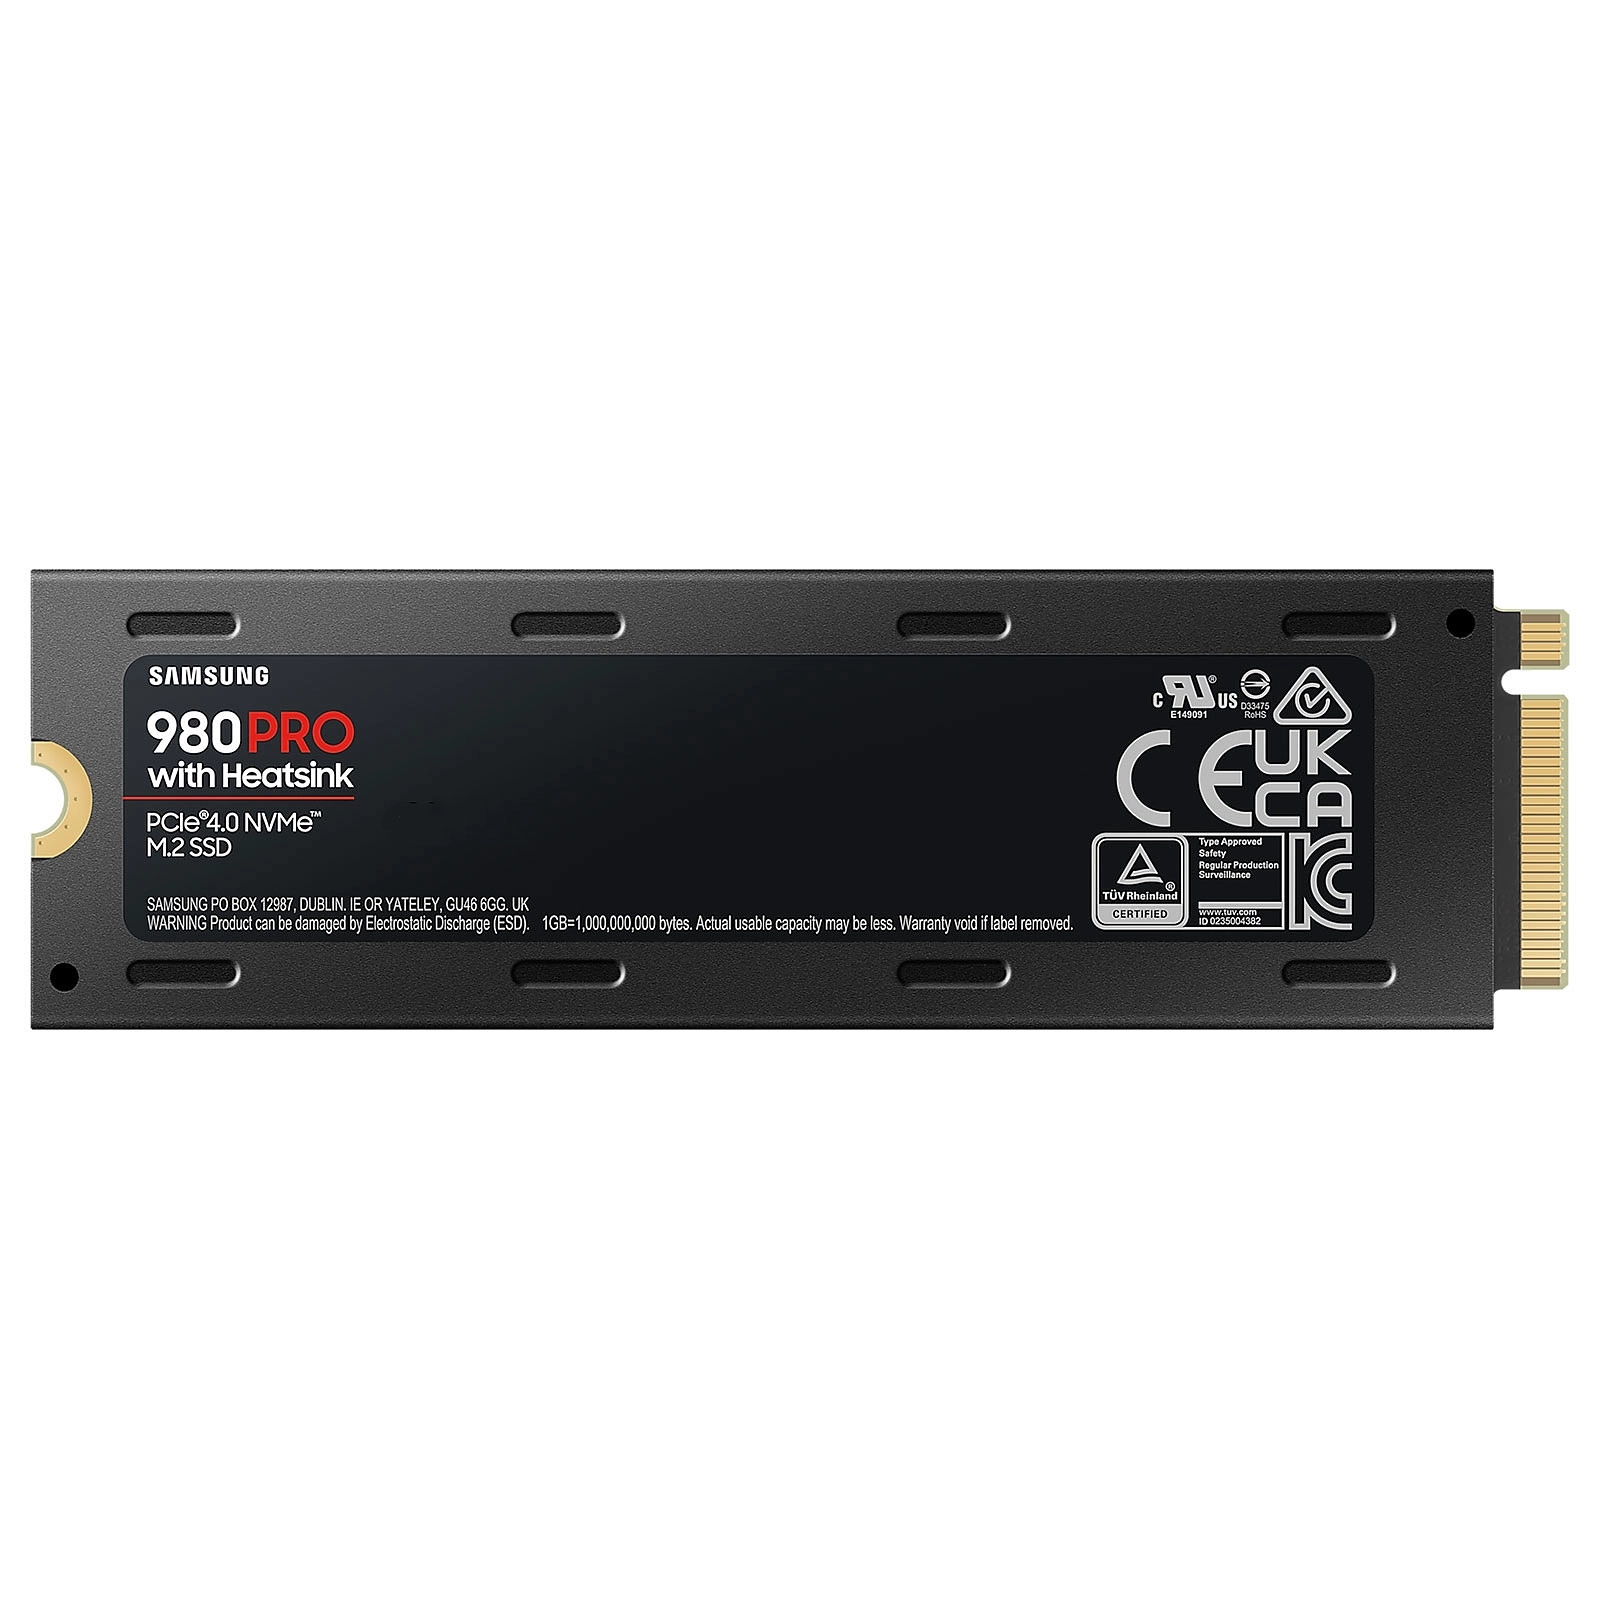 SAMSUNG
980 PRO
with Heatsink
PCIe®4.0 NVMe™
M.2 SSD
SAMSUNG PO BOX 12987, DUBLIN. IE OR YATELEY, GU46 6GG. UK
WARNING Product can be damaged by Electrostatic Discharge (ESD). 1GB=1,000,000,000 bytes. Actual usable capacity may be less. Warranty void if label removed.
c RU® US
E149091
D33475
RoHS
CE
UK
CA
TÜVRheinland®
CERTIFIED
Type Approved
Safety
Regular Production
Surveillance
www.tuv.com
ID 0235004382